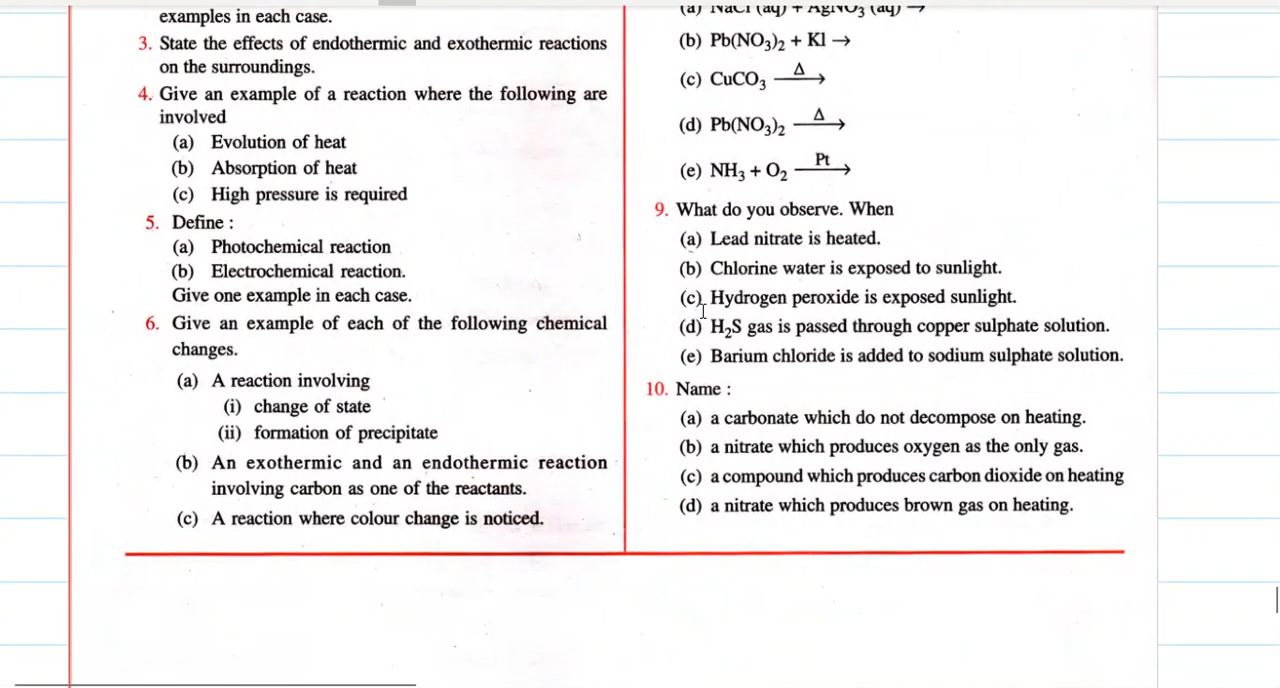 examples in each case.
3. State the effects of endothermic and exothermic reactions
on the surroundings.
4. Give an example of a reaction where the following are
involved
(a) Evolution of heat
(b) Absorption of heat
(c) High pressure is required
5. Define :
(a) Photochemical reaction
(b) Electrochemical reaction.
Give one example in each case.
6. Give an example of each of the following chemical
changes.
(a) A reaction involving
(i) change of state
(ii) formation of precipitate
(b) An exothermic and an endothermic reaction
involving carbon as one of the reactants.
(c) A reaction where colour change is noticed.
(a) NaCl (aq) + AgNO₃ (aq) →
(b) Pb(NO₃)₂ + Kl →
(c) CuCO₃ —Δ→
(d) Pb(NO₃)₂ —Δ→
(e) NH₃ + O₂ —Pt→
9. What do you observe. When
(a) Lead nitrate is heated.
(b) Chlorine water is exposed to sunlight.
(c) Hydrogen peroxide is exposed sunlight.
(d) H₂S gas is passed through copper sulphate solution.
(e) Barium chloride is added to sodium sulphate solution.
10. Name :
(a) a carbonate which do not decompose on heating.
(b) a nitrate which produces oxygen as the only gas.
(c) a compound which produces carbon dioxide on heating
(d) a nitrate which produces brown gas on heating.